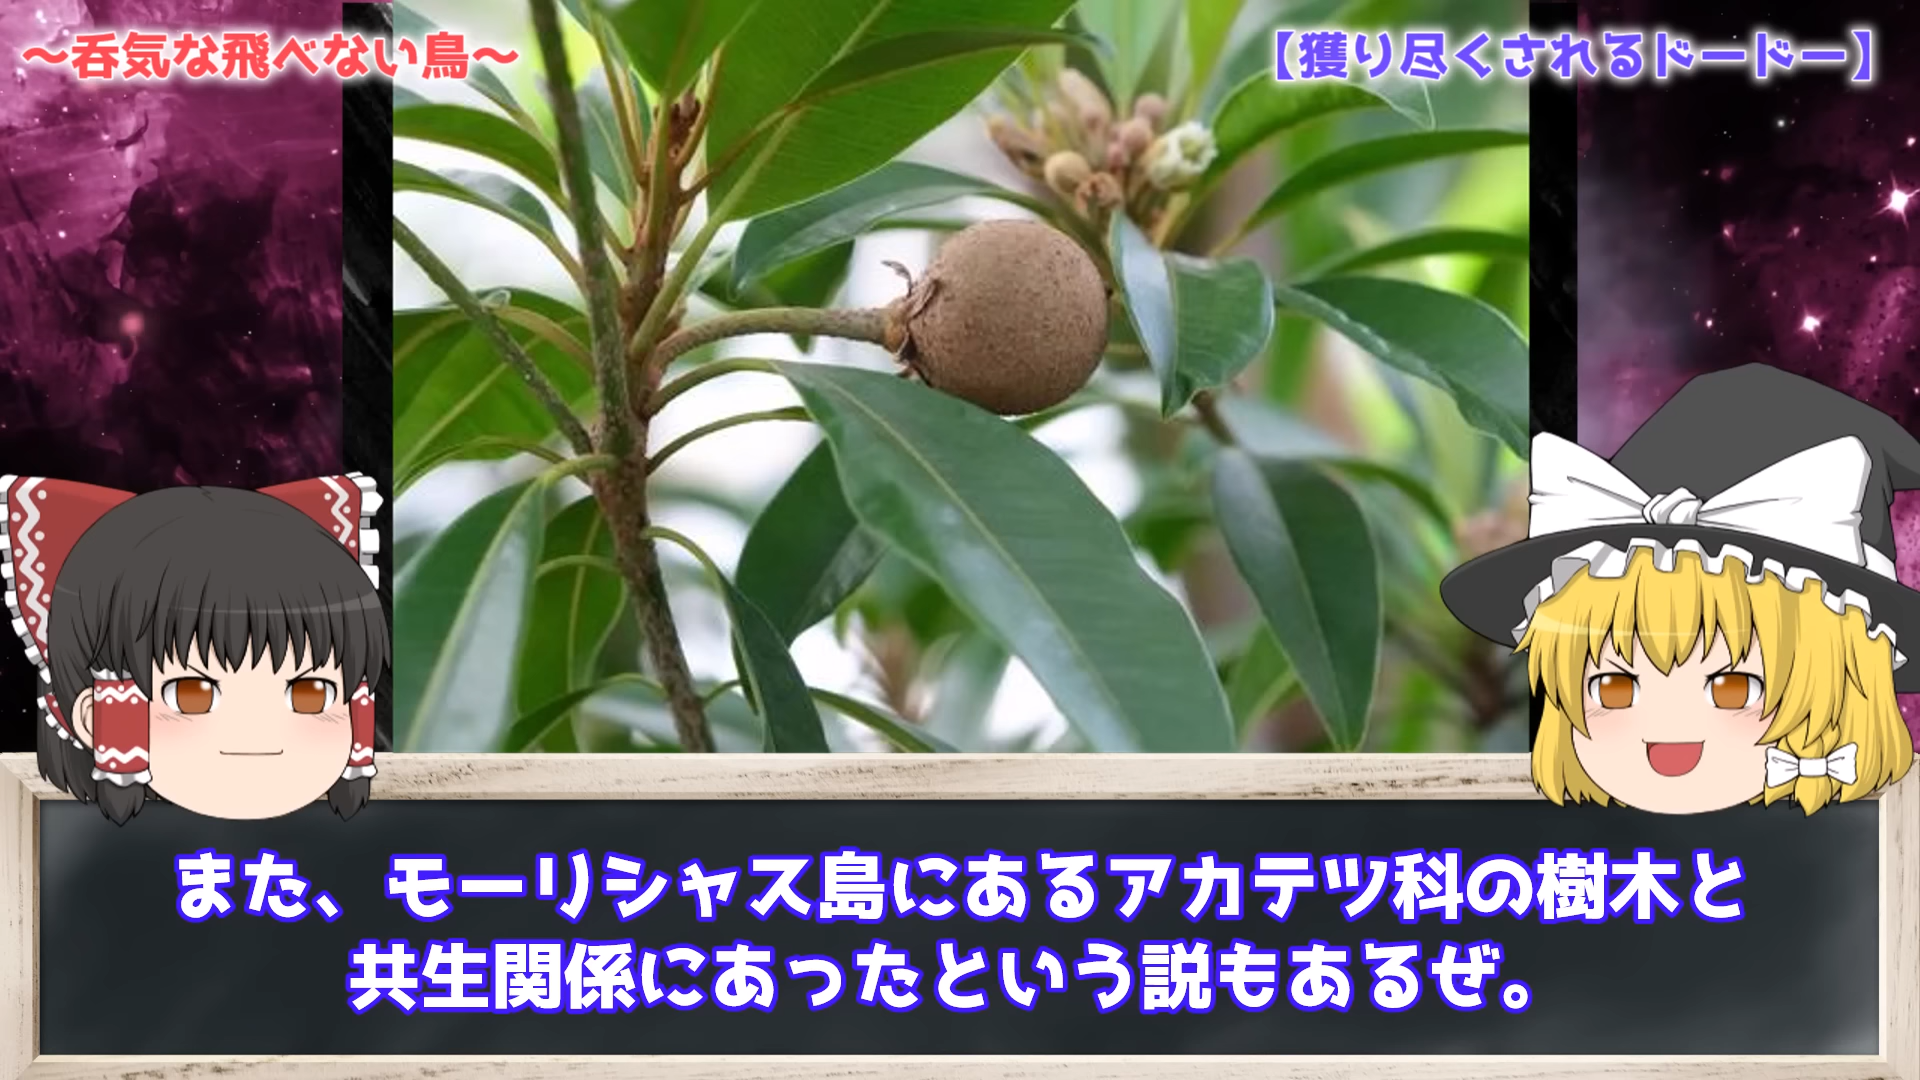 ～呑気な飛べない鳥～
【獲り尽くされるドードー】
また、モーリシャス島にあるアカテツ科の樹木と
共生関係にあったという説もあるぜ。